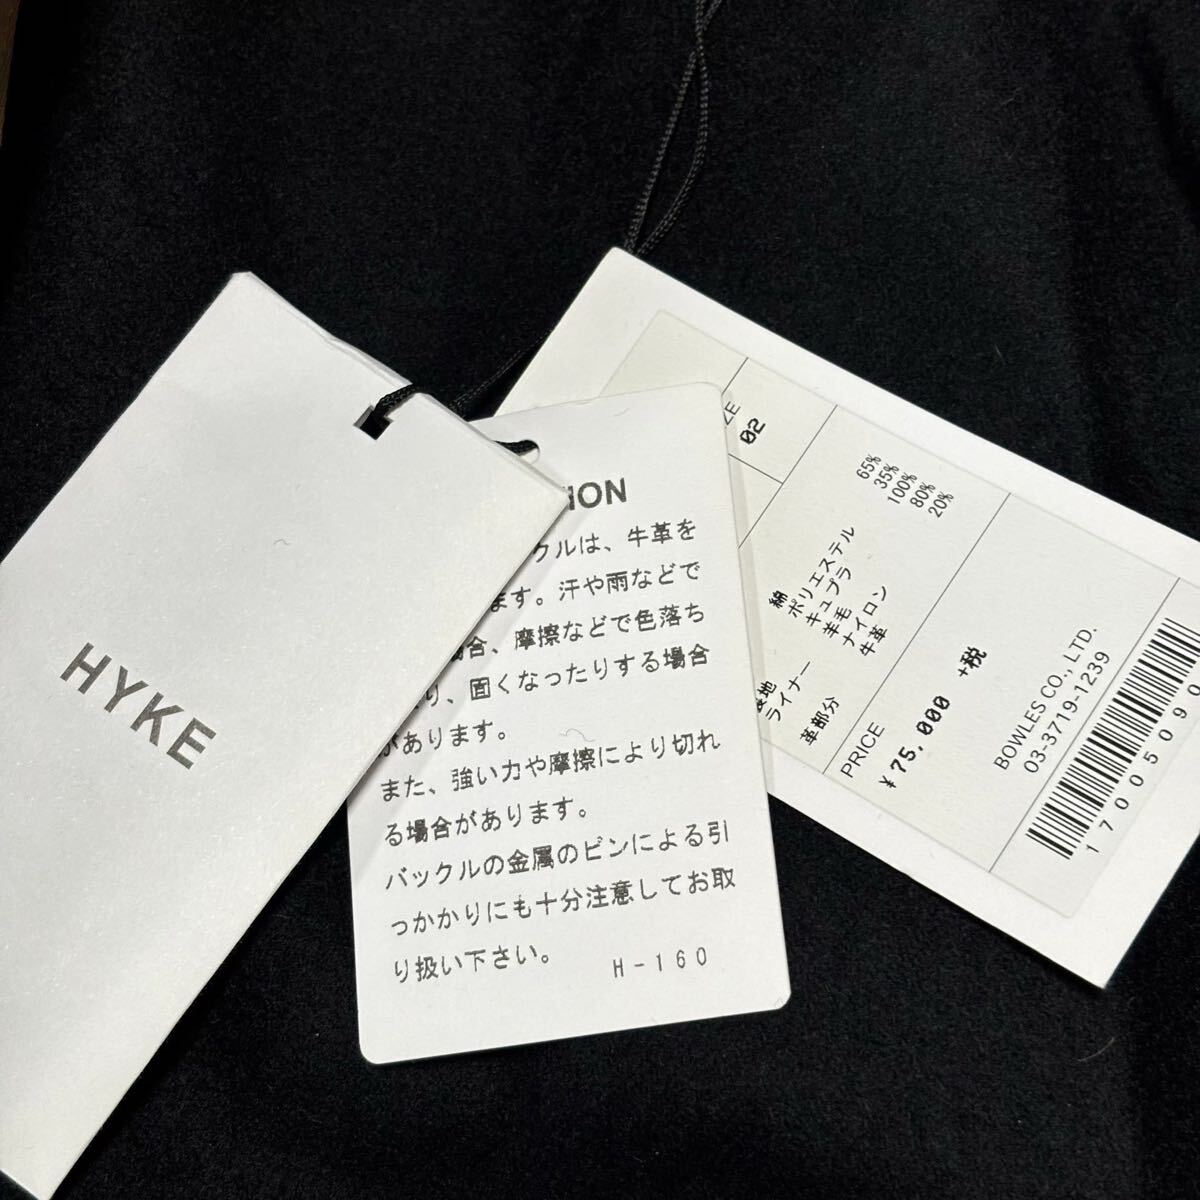 HYKE
ION
クルは、牛革を
ます。汗や雨などで
場合、摩擦などで色落ち
り、固くなったりする場合
があります。
また、強い力や摩擦により切れ
る場合があります。
バックルの金属のピンによる引
っかかりにも十分注意してお取
り扱い下さい。
H-160
ZE
02
表地 綿 65%
ポリエステル 35%
ライナー キュプラ 100%
羊毛 80%
ナイロン 20%
革部分 牛革
PRICE
¥75,000 +税
BOWLES CO., LTD.
03-3719-1239
17005090